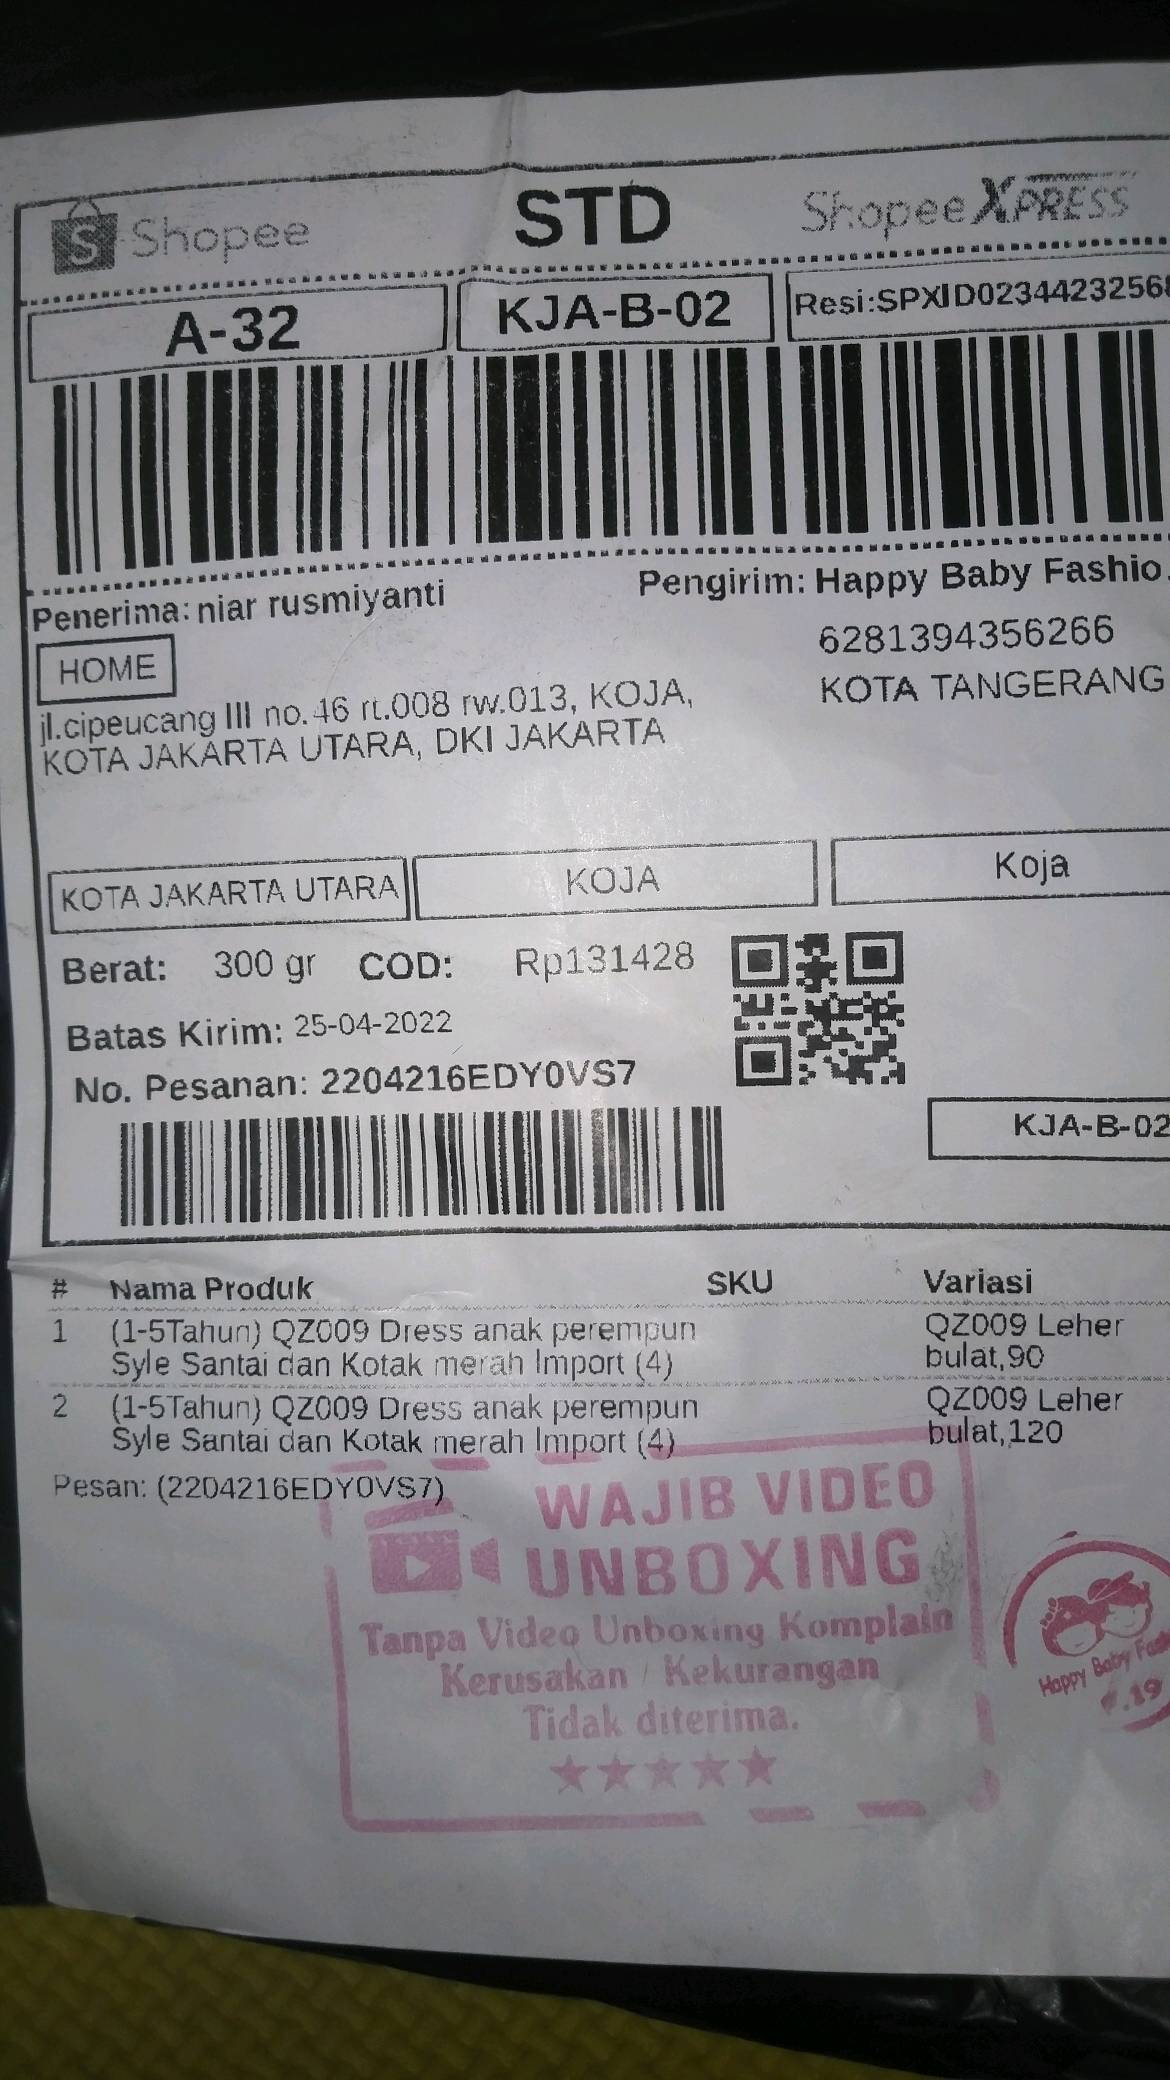 Shopee
STD
Shopee XPRESS
A-32
KJA-B-02
Resi:SPXID02344232568
Penerima: niar rusmiyanti
Pengirim: Happy Baby Fashio
HOME
6281394356266
KOTA TANGERANG
jl.cipeucang III no.46 rt.008 rw.013, KOJA,
KOTA JAKARTA UTARA, DKI JAKARTA
KOTA JAKARTA UTARA
KOJA
Koja
Berat: 300 gr COD: Rp131428
Batas Kirim: 25-04-2022
No. Pesanan: 2204216EDY0VS7
KJA-B-02
# Nama Produk SKU Variasi
1 (1-5Tahun) QZ009 Dress anak perempun QZ009 Leher
Syle Santai dan Kotak merah Import (4) bulat,90
2 (1-5Tahun) QZ009 Dress anak perempun QZ009 Leher
Syle Santai dan Kotak merah Import (4) bulat,120
Pesan: (2204216EDY0VS7)
WAJIB VIDEO
UNBOXING
Tanpa Video Unboxing Komplain
Kerusakan / Kekurangan
Tidak diterima.
Happy Baby